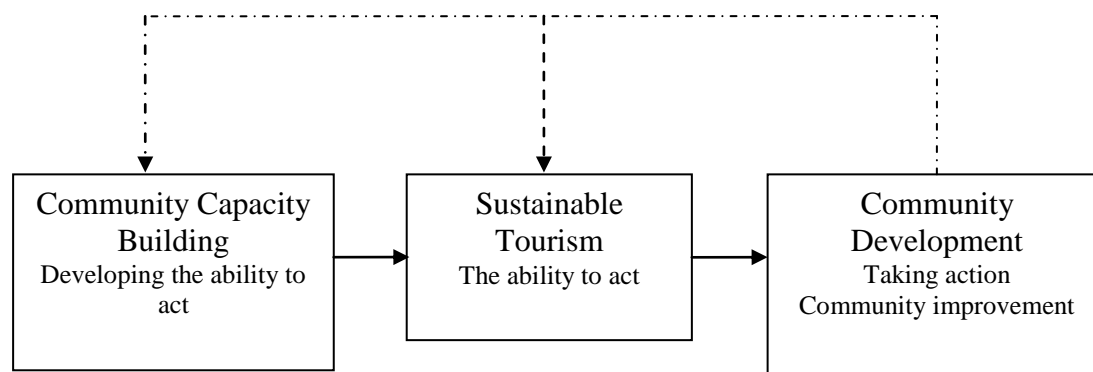 Community Capacity
Building
Developing the ability to
act
Sustainable
Tourism
The ability to act
Community
Development
Taking action
Community improvement